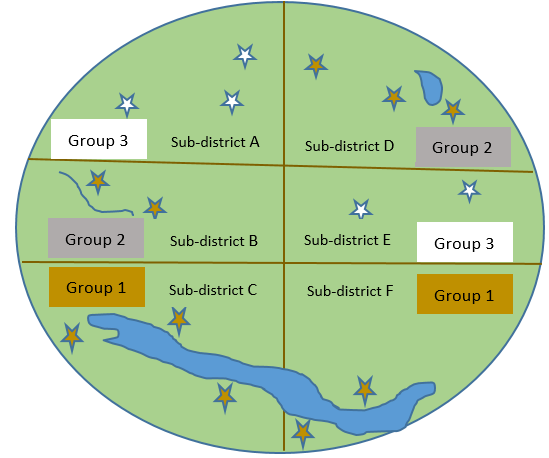 Group 3
Sub-district A
Sub-district D
Group 2
Group 2
Sub-district B
Sub-district E
Group 3
Group 1
Sub-district C
Sub-district F
Group 1